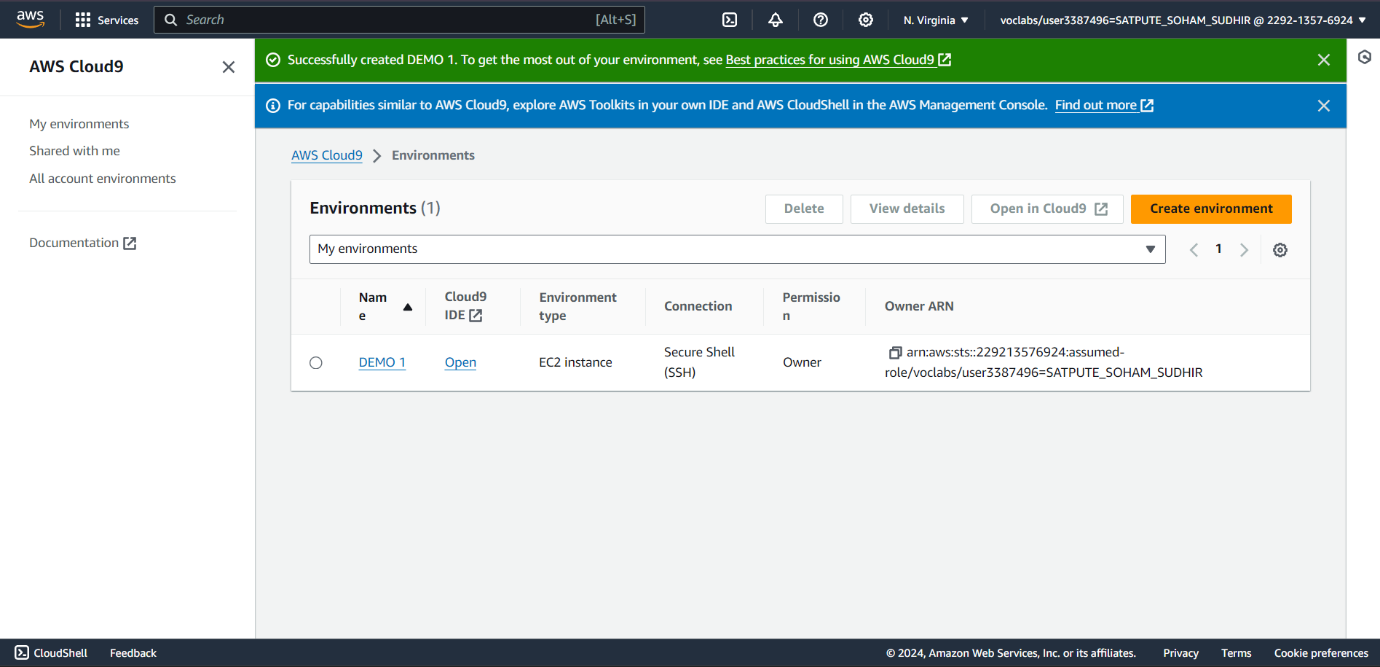 aws
Services
Search [Alt+S]
N. Virginia
voclabs/user3387496=SATPUTE_SOHAM_SUDHIR @ 2292-1357-6924
AWS Cloud9
My environments
Shared with me
All account environments
Documentation
Successfully created DEMO 1. To get the most out of your environment, see Best practices for using AWS Cloud9
For capabilities similar to AWS Cloud9, explore AWS Toolkits in your own IDE and AWS CloudShell in the AWS Management Console. Find out more
AWS Cloud9 > Environments
Environments (1)
Delete
View details
Open in Cloud9
Create environment
My environments
1
Nam
e
Cloud9
IDE
Environment
type
Connection
Permissio
n
Owner ARN
DEMO 1
Open
EC2 instance
Secure Shell
(SSH)
Owner
arn:aws:sts::229213576924:assumed-
role/voclabs/user3387496=SATPUTE_SOHAM_SUDHIR
CloudShell
Feedback
© 2024, Amazon Web Services, Inc. or its affiliates.
Privacy
Terms
Cookie preferences